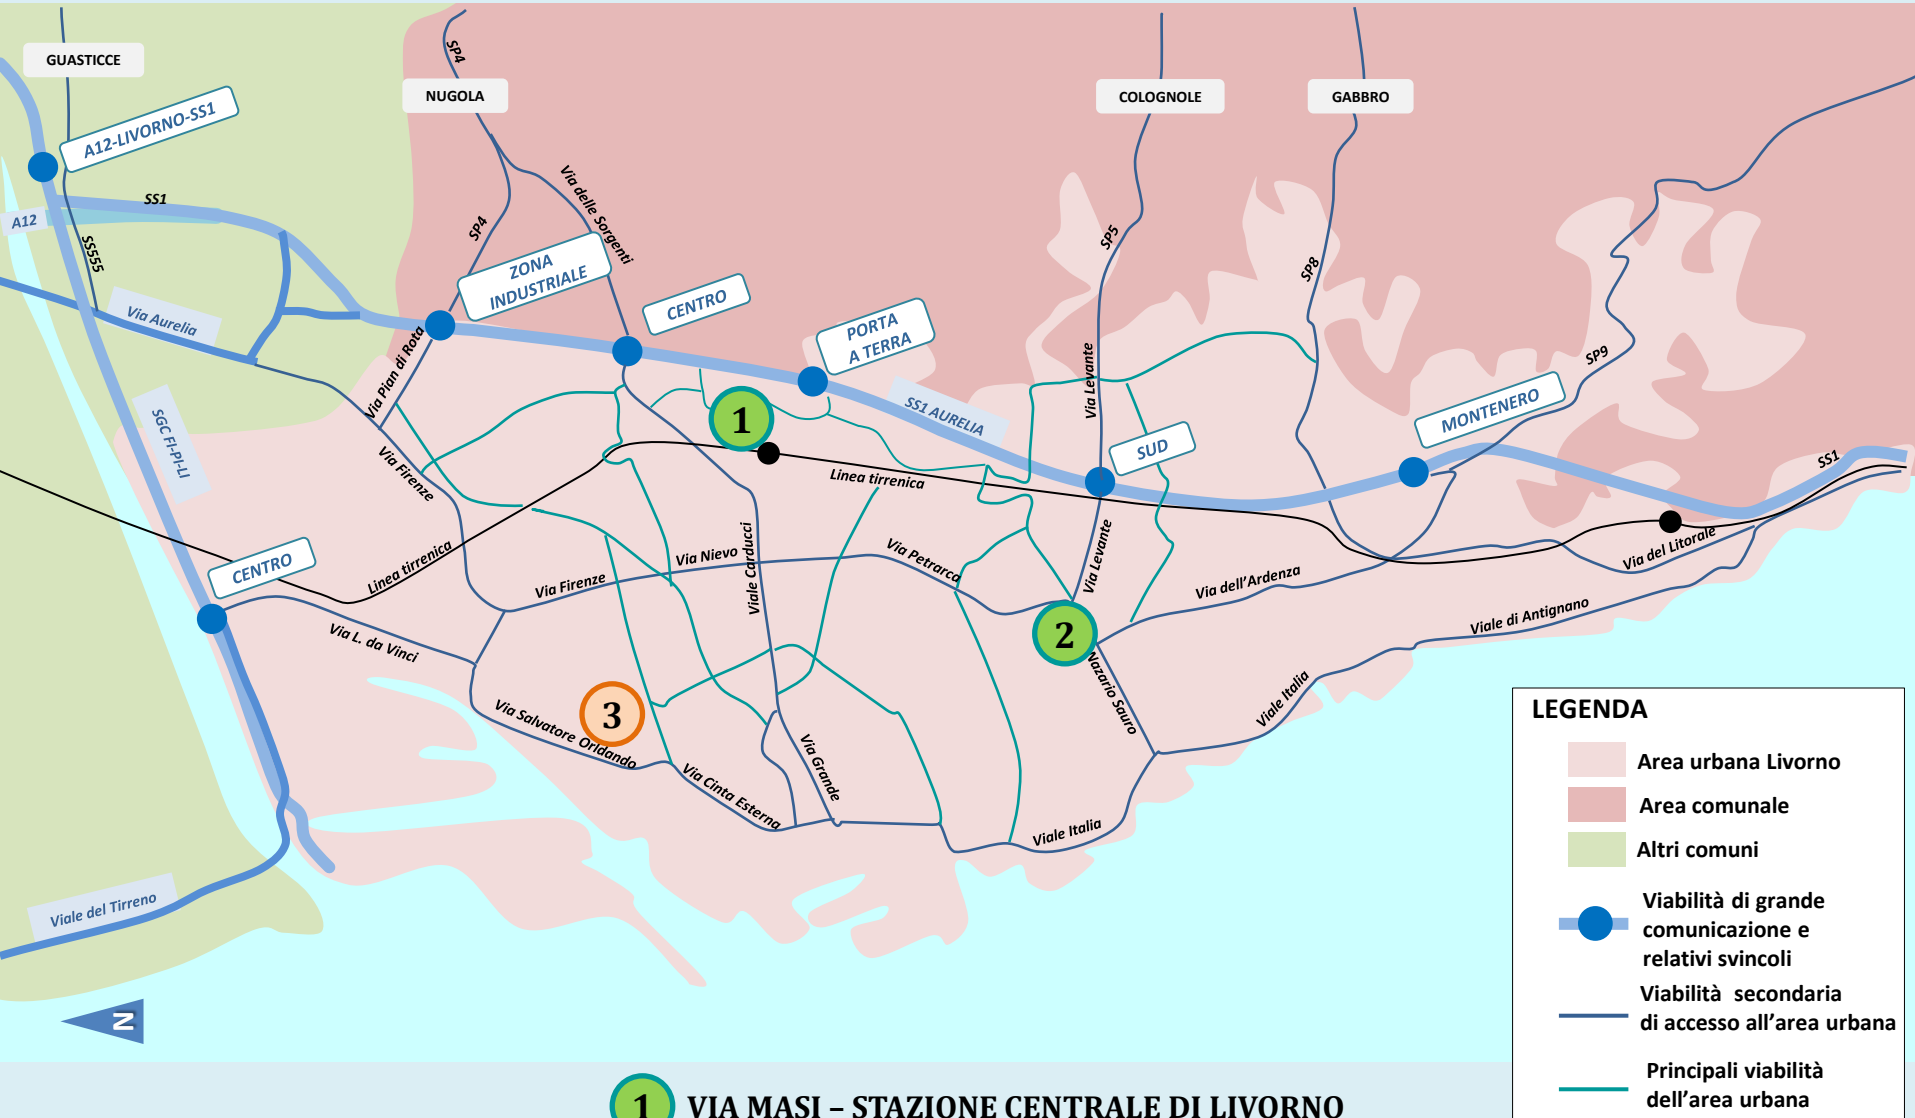 GUASTICCE
SP4
NUGOLA
COLOGNOLE
GABBRO
A12-LIVORNO-SS1
SS1
A12
SS555
SP4
Via delle Sorgenti
SP5
SP8
SP9
ZONA
INDUSTRIALE
CENTRO
PORTA
A TERRA
Via Aurelia
Via Pian di Rota
SS1 AURELIA
Via Levante
MONTENERO
SUD
SS1
SGC FI-PI-LI
Via Firenze
1
Linea tirrenica
Linea tirrenica
CENTRO
Via Firenze
Via Nievo
Viale Carducci
Via Petrarca
Via Levante
Via dell'Ardenza
Via del Litorale
Viale di Antignano
Via L. da Vinci
2
Nazario Sauro
Viale Italia
3
Via Salvatore Orldando
Via Cinta Esterna
Via Grande
Viale Italia
Viale del Tirreno
N
LEGENDA
Area urbana Livorno
Area comunale
Altri comuni
Viabilità di grande
comunicazione e
relativi svincoli
Viabilità secondaria
di accesso all'area urbana
Principali viabilità
dell'area urbana
1 VIA MASI – STAZIONE CENTRALE DI LIVORNO